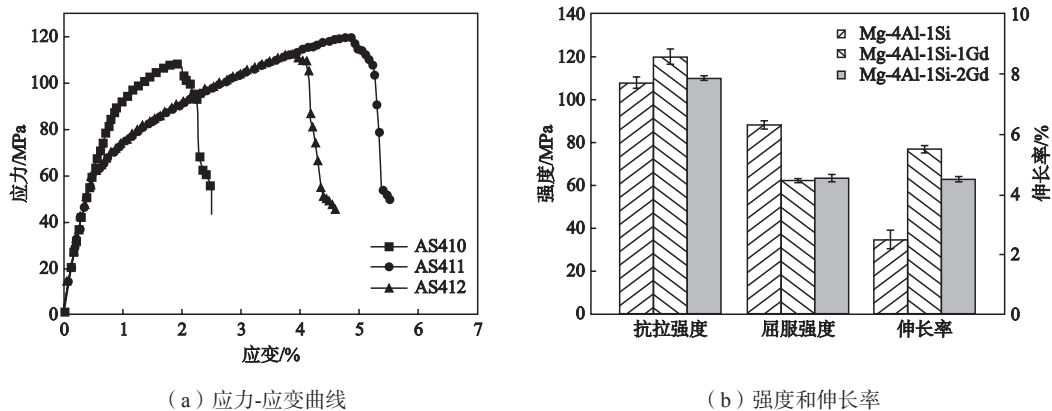 120
100
80
60
40
20
0
应力/MPa
0 1 2 3 4 5 6 7
应变/%
AS410
AS411
AS412
（a）应力-应变曲线
140
120
100
80
60
40
20
0
强度/MPa
Mg-4Al-1Si
Mg-4Al-1Si-1Gd
Mg-4Al-1Si-2Gd
10
8
6
4
2
0
伸长率/%
抗拉强度 屈服强度 伸长率
（b）强度和伸长率